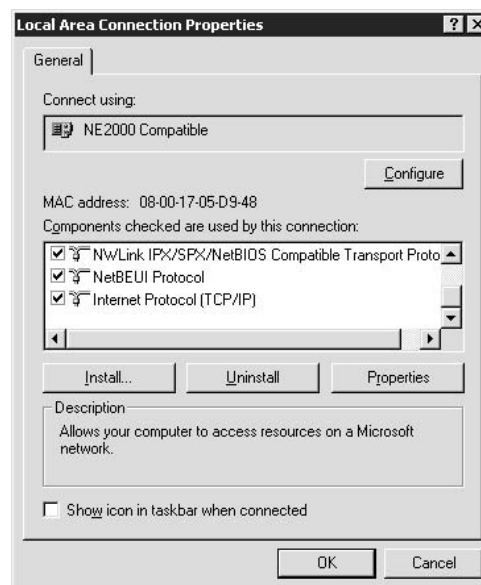 Local Area Connection Properties
General
Connect using:
NE2000 Compatible
Configure
MAC address: 08-00-17-05-D9-48
Components checked are used by this connection:
NWLink IPX/SPX/NetBIOS Compatible Transport Proto
NetBEUI Protocol
Internet Protocol (TCP/IP)
Install...
Uninstall
Properties
Description
Allows your computer to access resources on a Microsoft
network.
Show icon in taskbar when connected
OK
Cancel